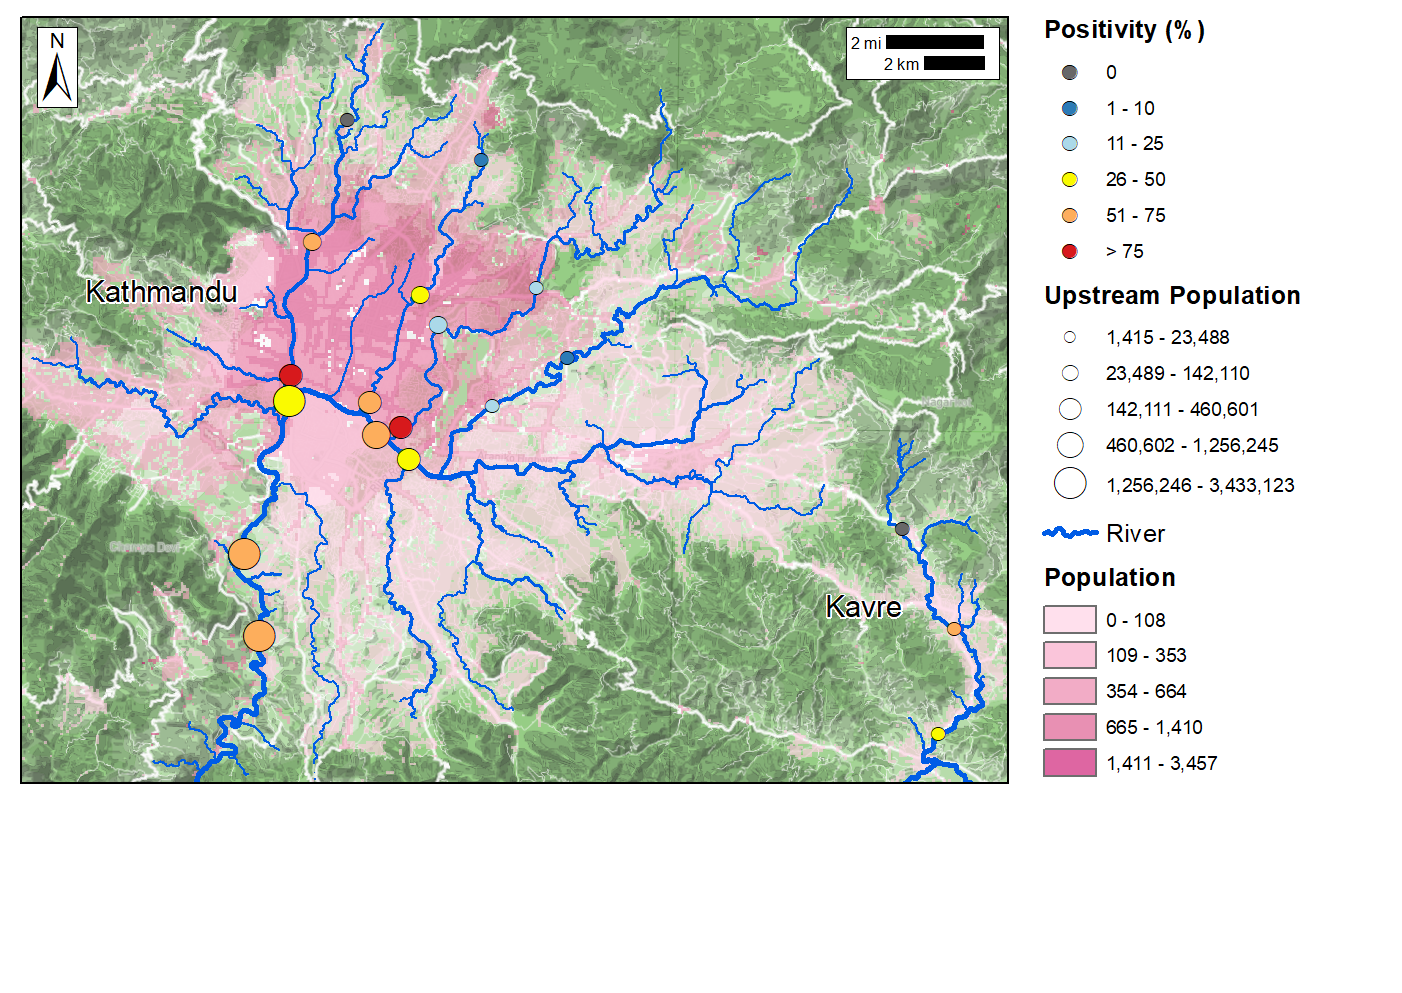 N
2 mi
2 km
Kathmandu
Kavre
Positivity (%)
0
1 - 10
11 - 25
26 - 50
51 - 75
> 75
Upstream Population
1,415 - 23,488
23,489 - 142,110
142,111 - 460,601
460,602 - 1,256,245
1,256,246 - 3,433,123
River
Population
0 - 108
109 - 353
354 - 664
665 - 1,410
1,411 - 3,457